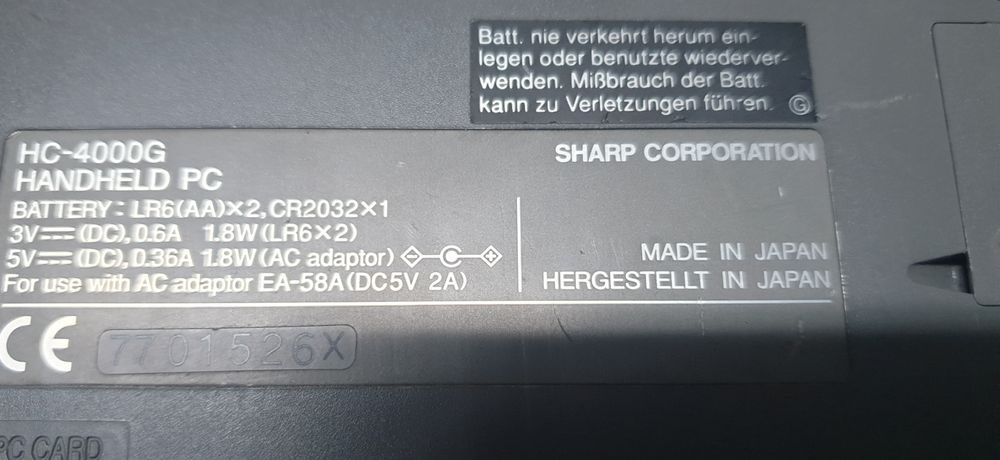 Batt. nie verkehrt herum ein-
legen oder benutzte wiederver-
wenden. Mißbrauch der Batt.
kann zu Verletzungen führen. G
HC-4000G
HANDHELD PC
SHARP CORPORATION
BATTERY: LR6(AA)×2, CR2032×1
3V⎓(DC), 0.6A 1.8W (LR6×2)
5V⎓(DC), 0.36A 1.8W (AC adaptor)
For use with AC adaptor EA-58A(DC5V 2A)
MADE IN JAPAN
HERGESTELLT IN JAPAN
CE
7701526X
PC CARD